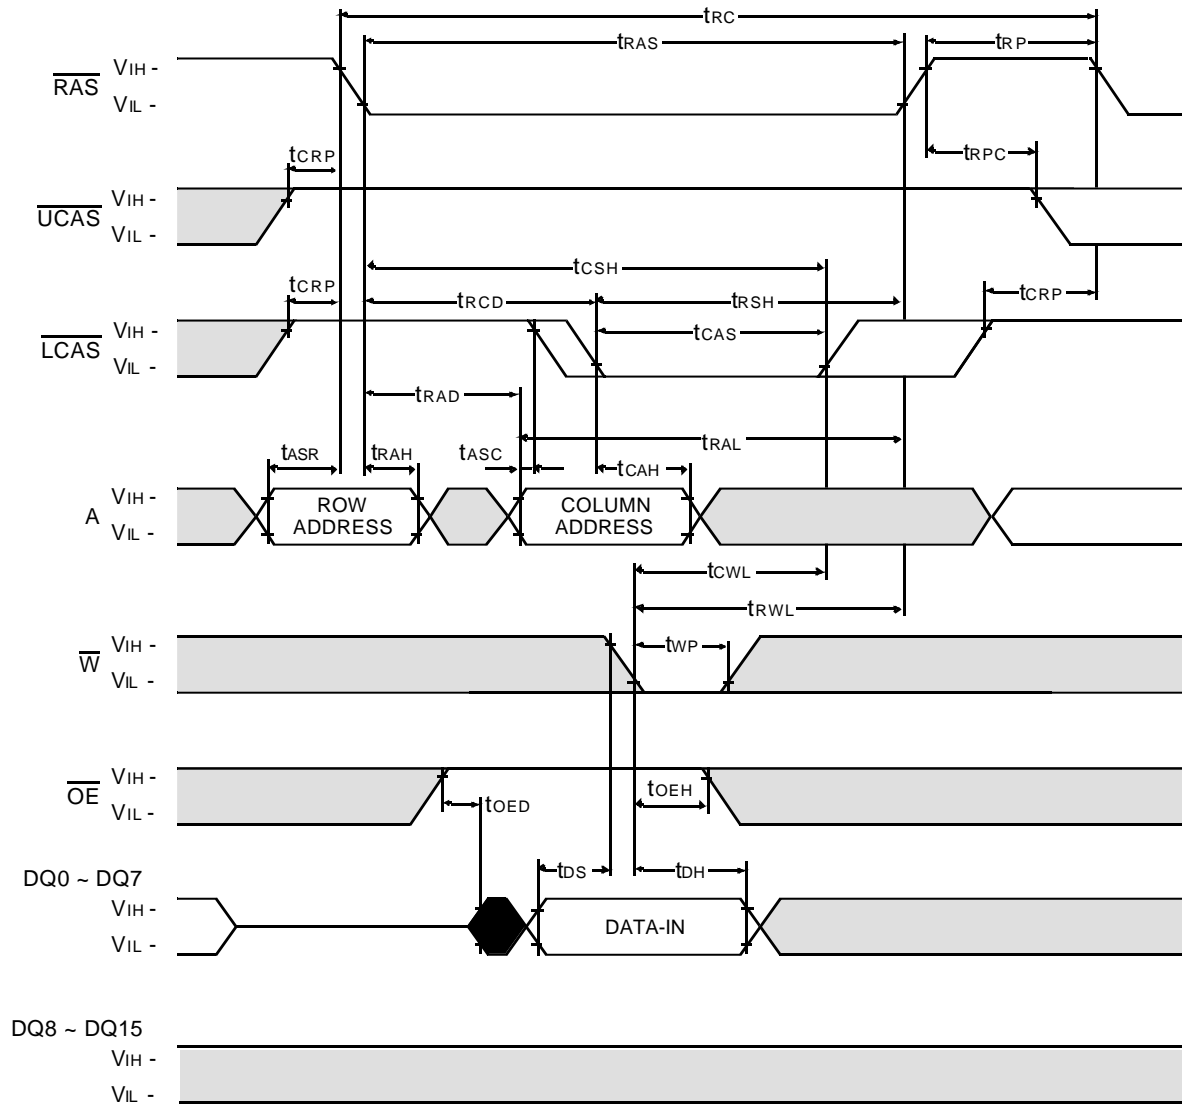 tRC
tRAS
tRP
RAS
VIH -
VIL -
tCRP
tRPC
UCAS
VIH -
VIL -
tCSH
tCRP
tRCD
tRSH
tCRP
LCAS
VIH -
VIL -
tCAS
tRAD
tRAL
tASR
tRAH
tASC
tCAH
A
VIH -
VIL -
ROW
ADDRESS
COLUMN
ADDRESS
tCWL
tRWL
W
VIH -
VIL -
tWP
OE
VIH -
VIL -
tOED
tOEH
DQ0 ~ DQ7
VIH -
VIL -
tDS
tDH
DATA-IN
DQ8 ~ DQ15
VIH -
VIL -